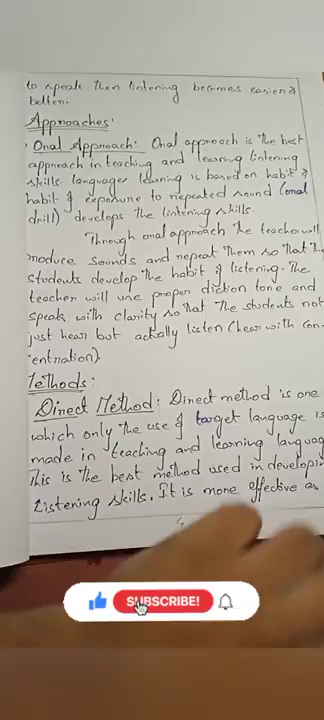 to speak then listening becomes easier &
better.
Approaches:
Oral Approach: Oral approach is the best
approach in teaching and learning listening
skills. language learning is based on habit &
habit & exposure to repeated sound (oral
drill) develops the listening skills.
Through oral approach the teacher will
produce sounds and repeat them so that the
students develop the habit of listening. The
teacher will use proper diction tone and
speak with clarity so that the students not
just hear but actually listen (hear with con-
entration)
Methods:
Direct Method: Direct method is one
which only the use of target language is
made in teaching and learning language
This is the best method used in developing
Listening skills. It is more effective as
SUBSCRIBE!